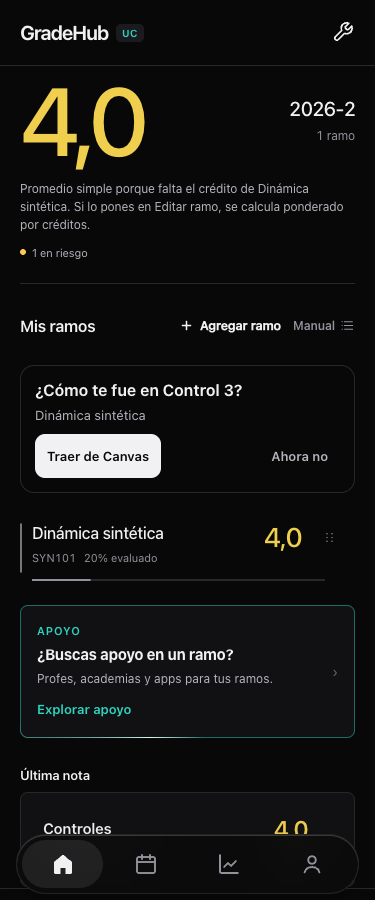 GradeHub UC
4,0
2026-2
1 ramo
Promedio simple porque falta el crédito de Dinámica
sintética. Si lo pones en Editar ramo, se calcula ponderado
por créditos.
1 en riesgo
Mis ramos
+ Agregar ramo
Manual
¿Cómo te fue en Control 3?
Dinámica sintética
Traer de Canvas
Ahora no
Dinámica sintética
4,0
SYN101 20% evaluado
APOYO
¿Buscas apoyo en un ramo?
Profes, academias y apps para tus ramos.
Explorar apoyo
Última nota
Controles
4,0